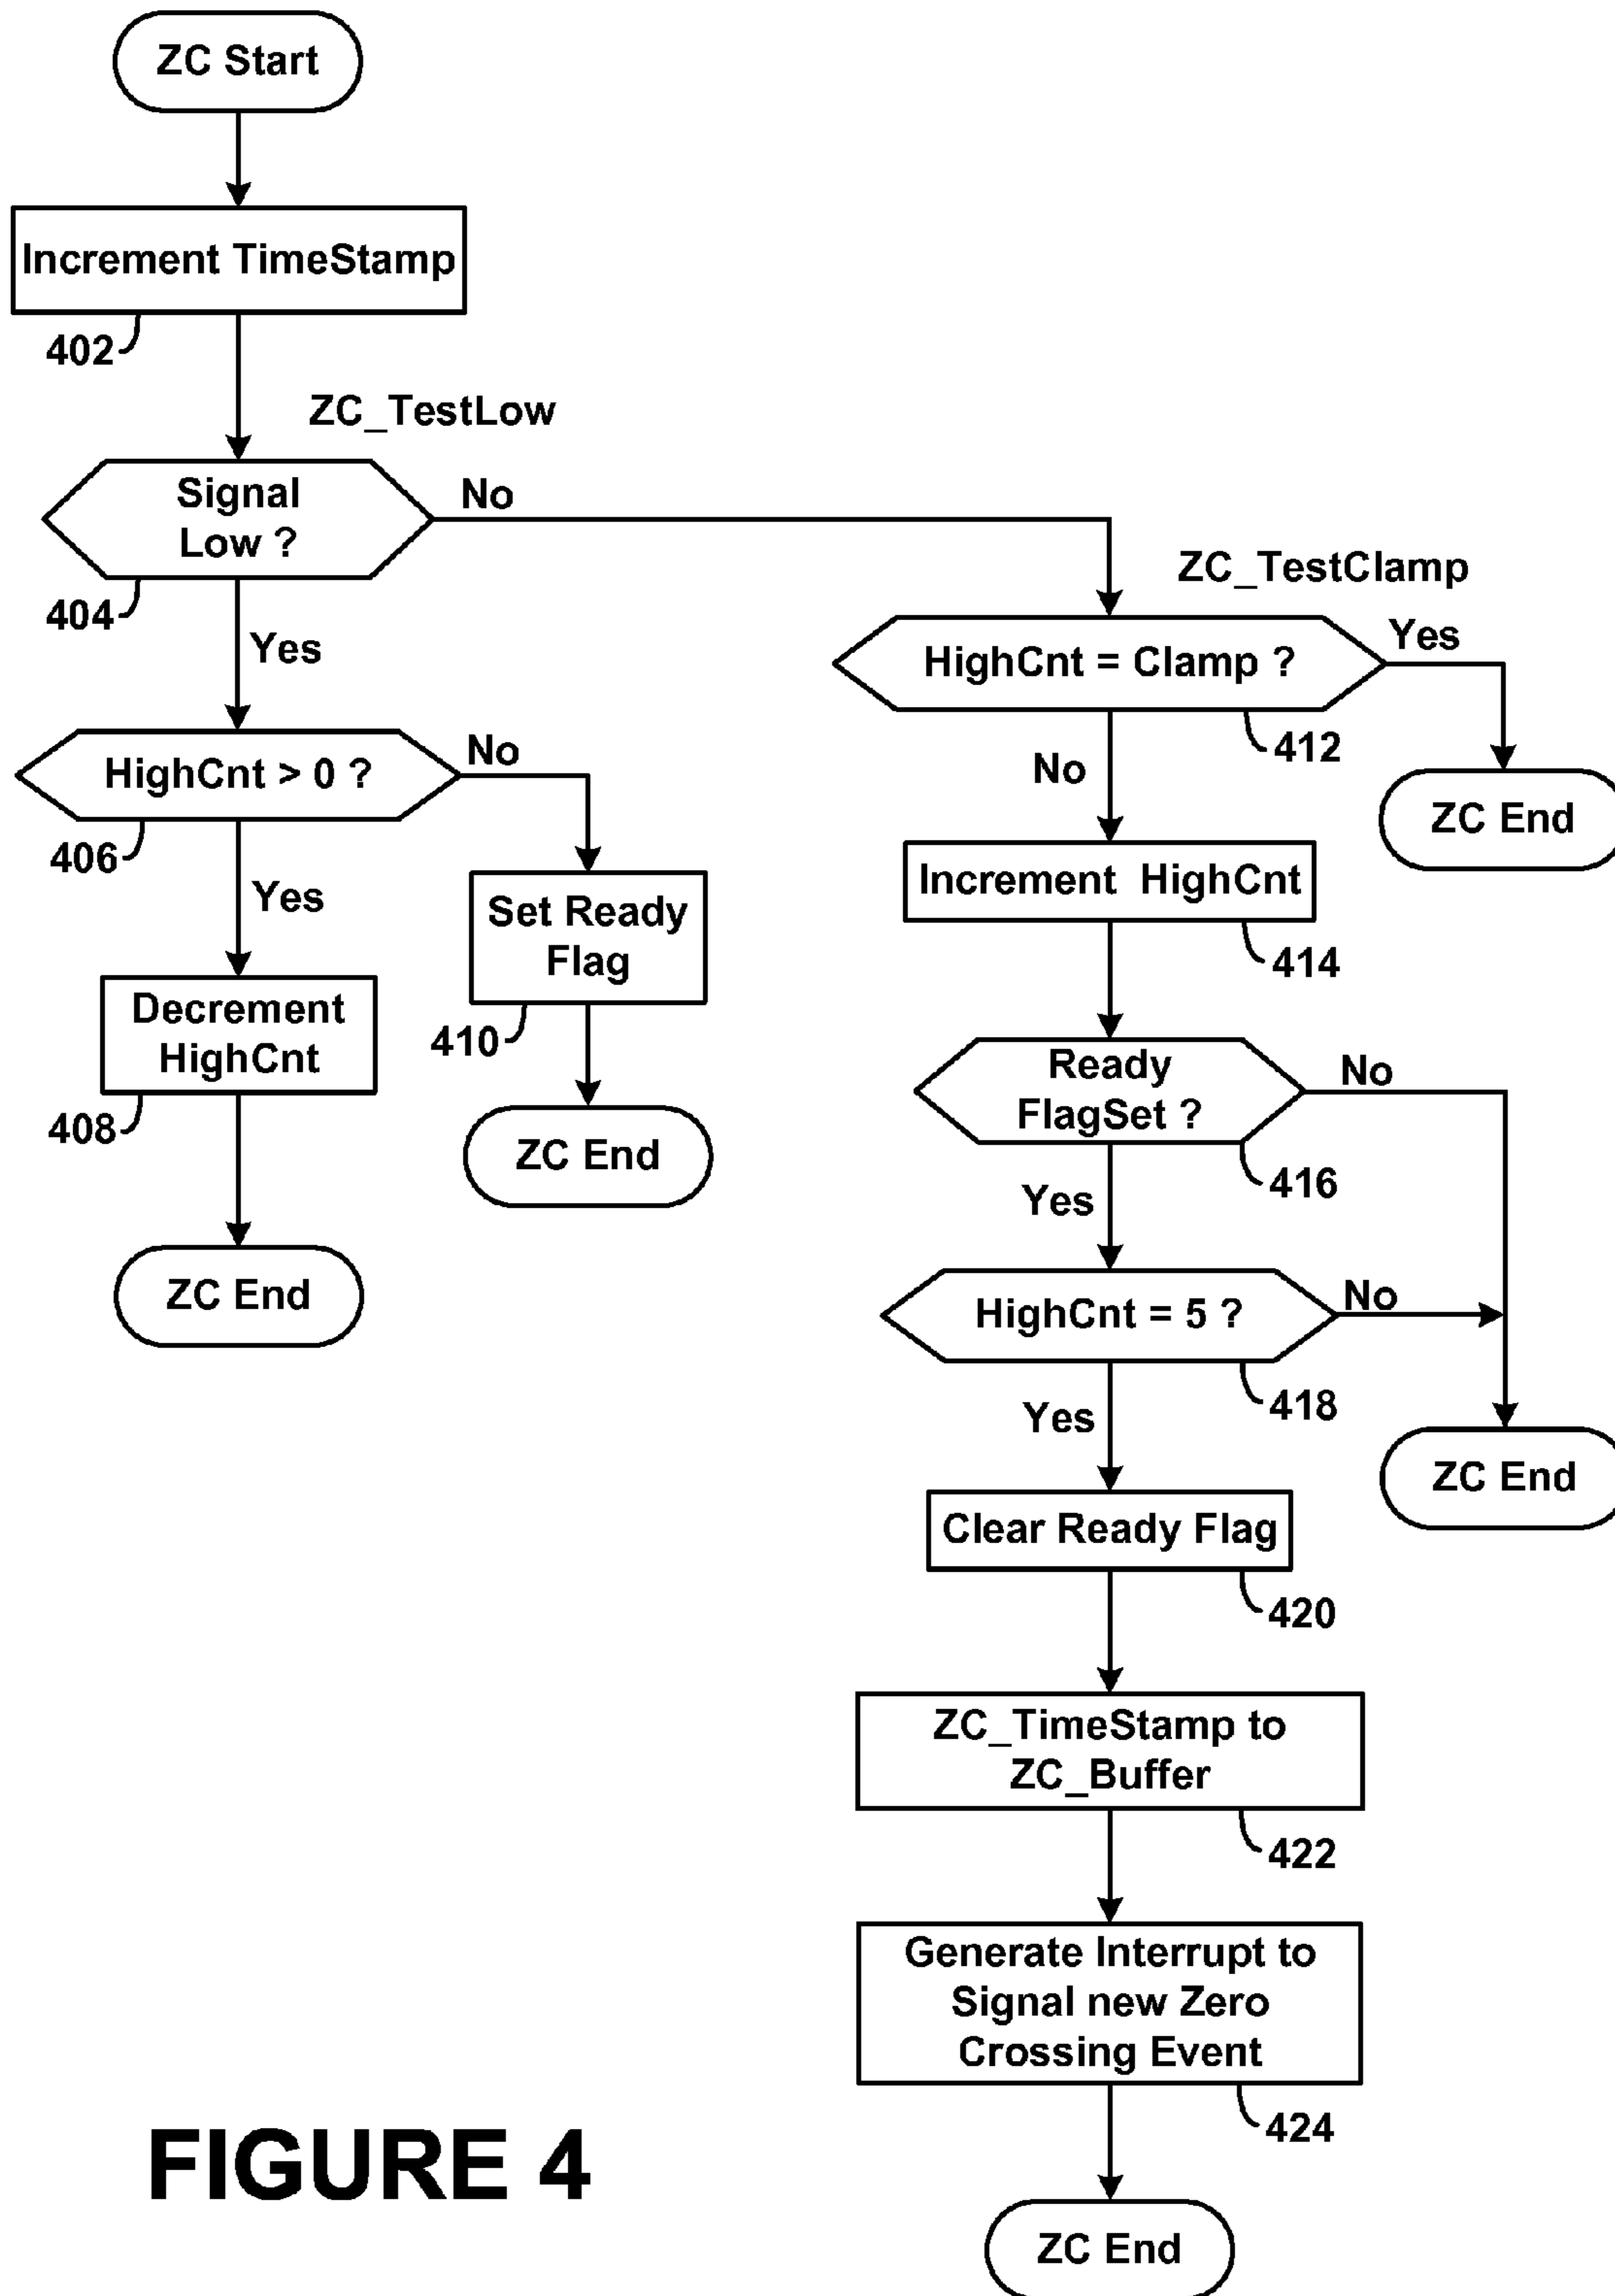 ZC Start
Increment TimeStamp
402
ZC_TestLow
Signal
Low ?
No
404
Yes
HighCnt > 0 ?
No
406
Yes
Set Ready
Flag
410
ZC End
Decrement
HighCnt
408
ZC End
ZC_TestClamp
HighCnt = Clamp ?
Yes
412
ZC End
No
Increment HighCnt
414
Ready
FlagSet ?
No
416
Yes
HighCnt = 5 ?
No
418
Yes
ZC End
Clear Ready Flag
420
ZC_TimeStamp to
ZC_Buffer
422
Generate Interrupt to
Signal new Zero
Crossing Event
424
ZC End
FIGURE 4